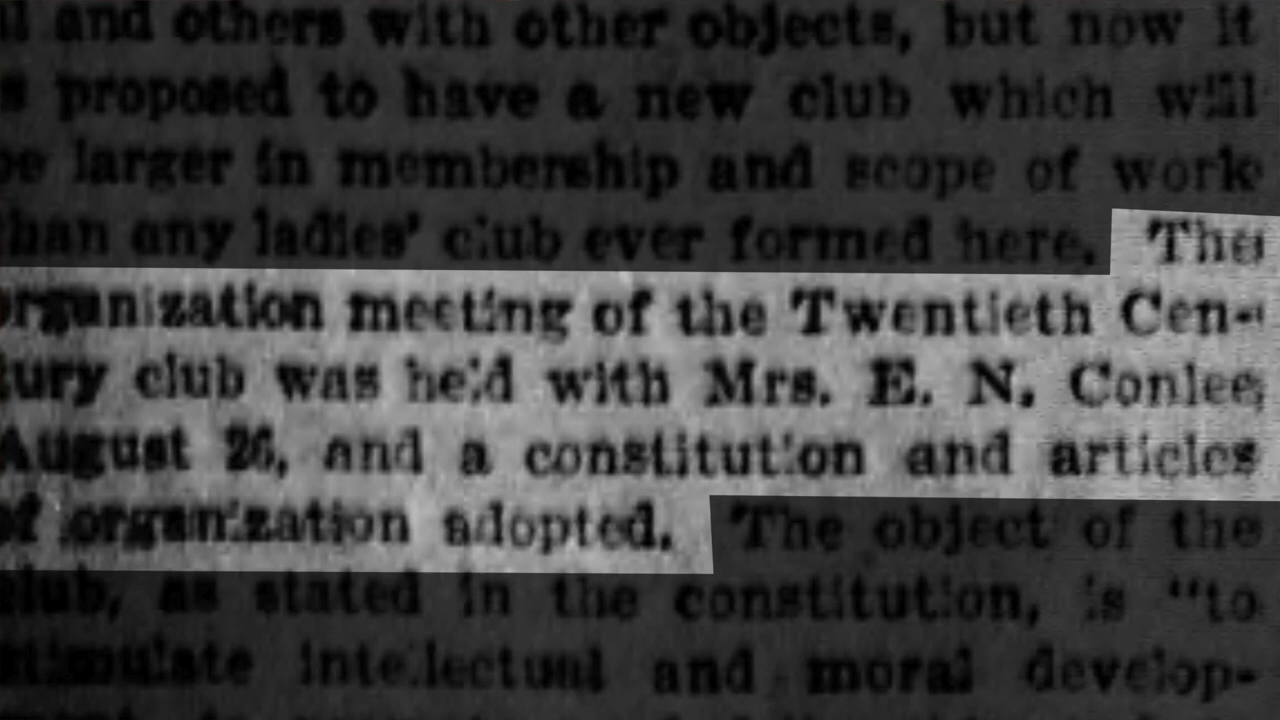 and others with other objects, but now it
proposed to have a new club which will
larger in membership and scope of work
than any ladies' club ever formed here. The
organization meeting of the Twentieth Cen-
tury club was held with Mrs. E. N. Conlee
August 26, and a constitution and articles
of organization adopted. The object of the
club, as stated in the constitution, is "to
stimulate intellectual and moral develop-